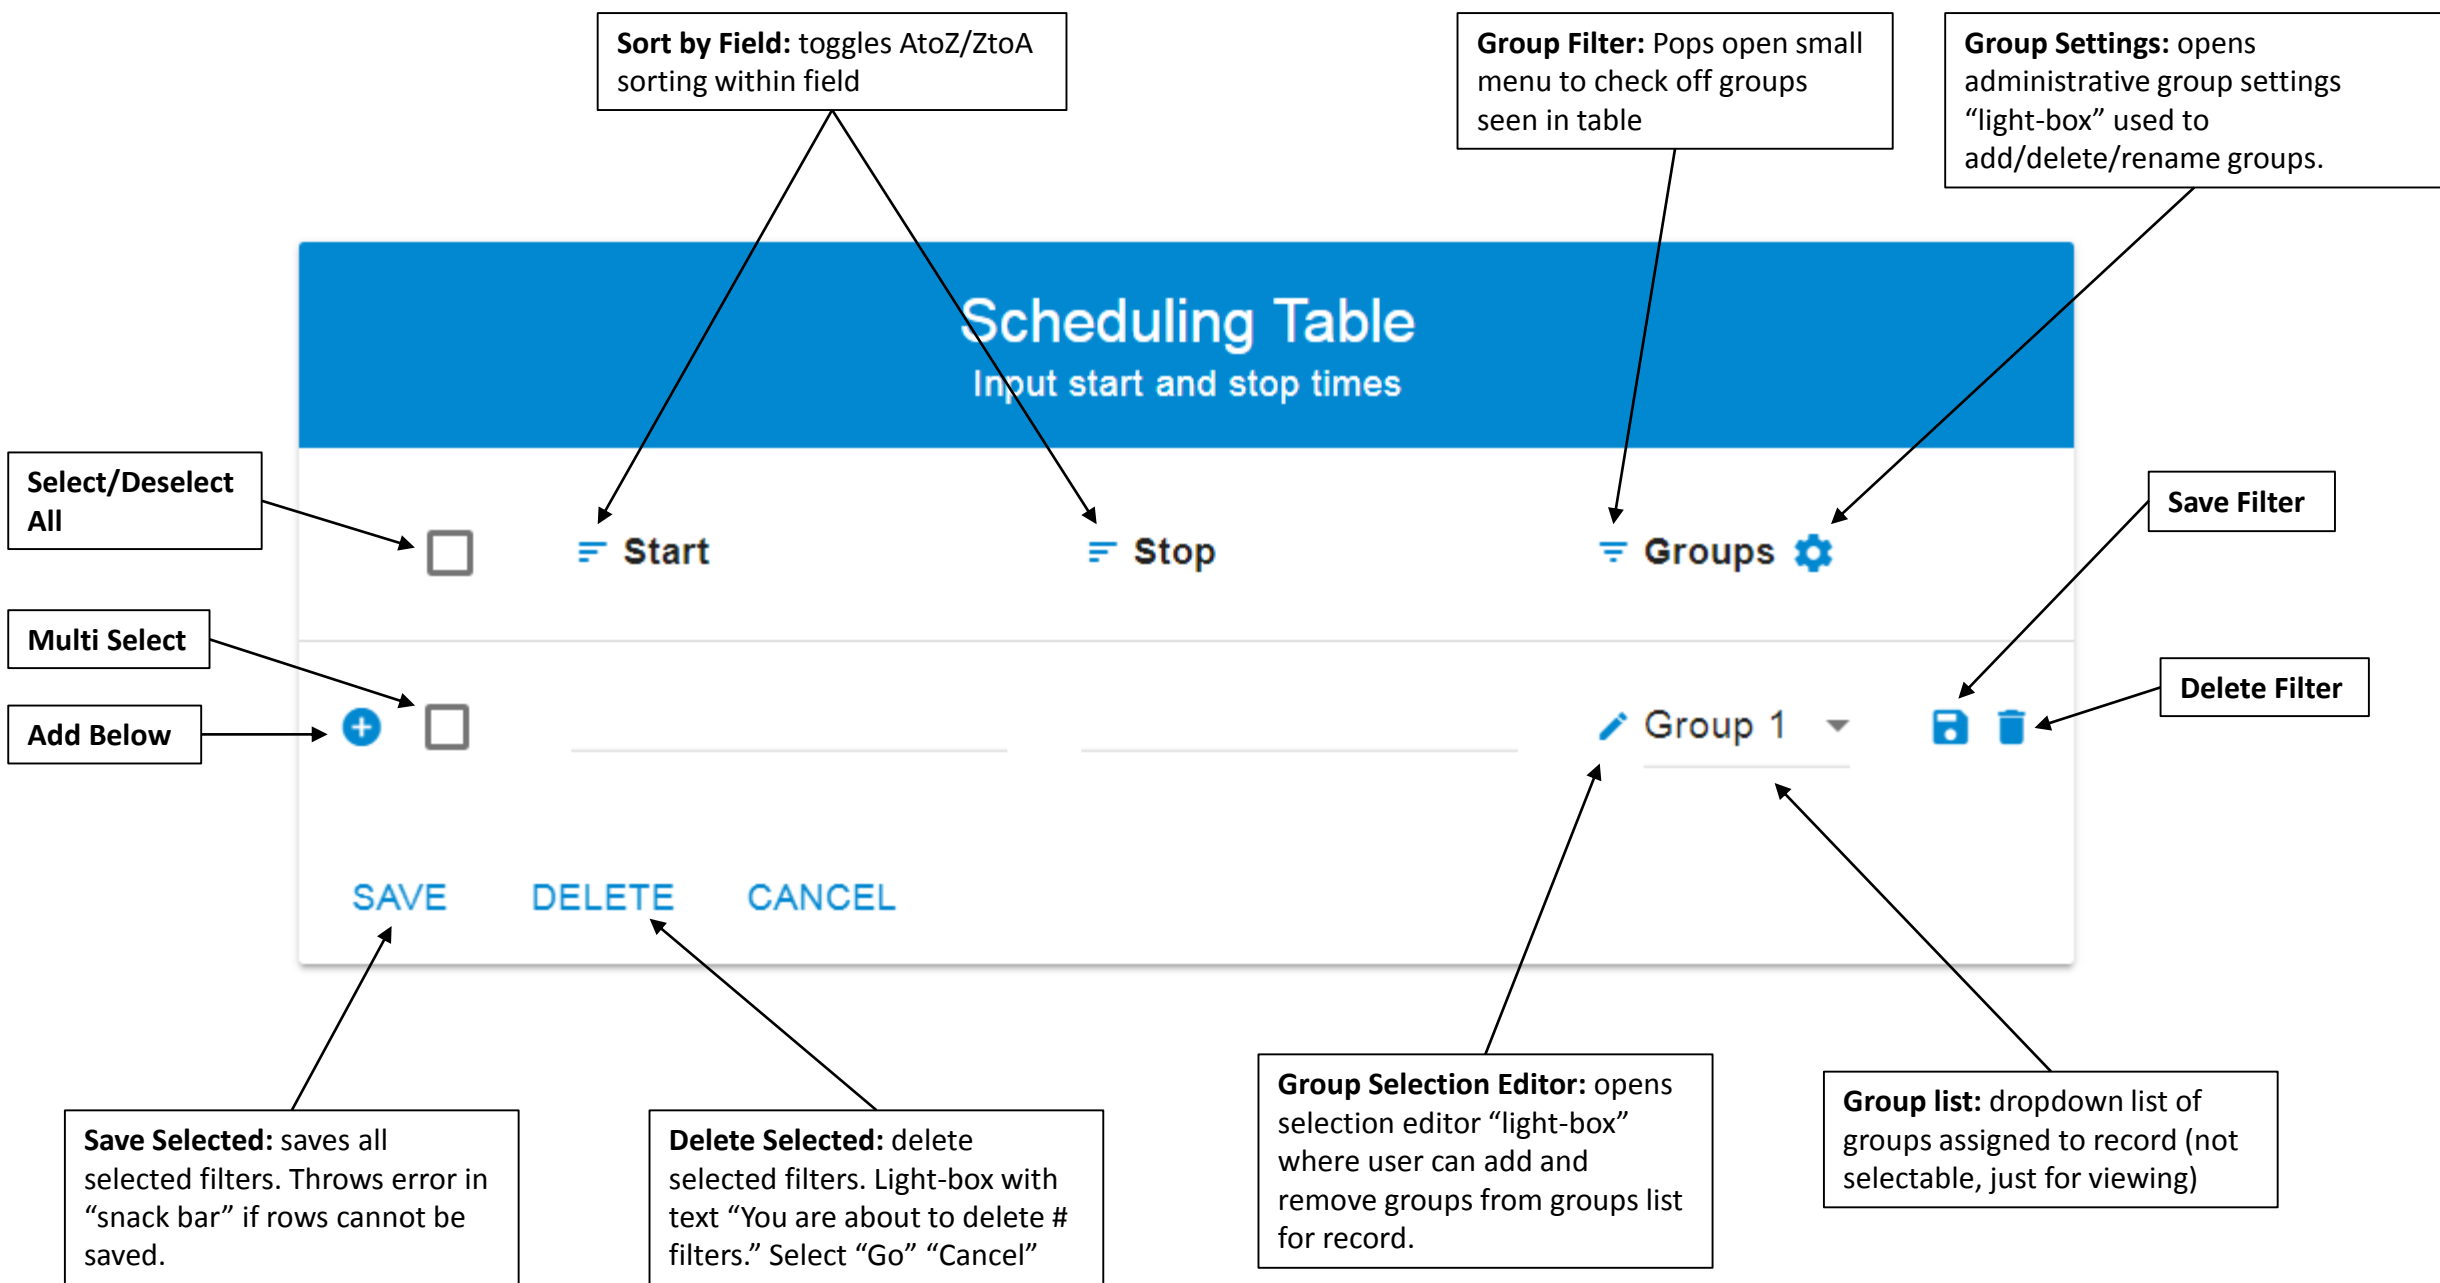 Sort by Field: toggles AtoZ/ZtoA
sorting within field
Group Filter: Pops open small
menu to check off groups
seen in table
Group Settings: opens
administrative group settings
“light-box” used to
add/delete/rename groups.
Scheduling Table
Input start and stop times
Select/Deselect
All
Start
Stop
Groups
Save Filter
Multi Select
Add Below
Group 1
Delete Filter
SAVE
DELETE
CANCEL
Save Selected: saves all
selected filters. Throws error in
“snack bar” if rows cannot be
saved.
Delete Selected: delete
selected filters. Light-box with
text “You are about to delete #
filters.” Select “Go” “Cancel”
Group Selection Editor: opens
selection editor “light-box”
where user can add and
remove groups from groups list
for record.
Group list: dropdown list of
groups assigned to record (not
selectable, just for viewing)